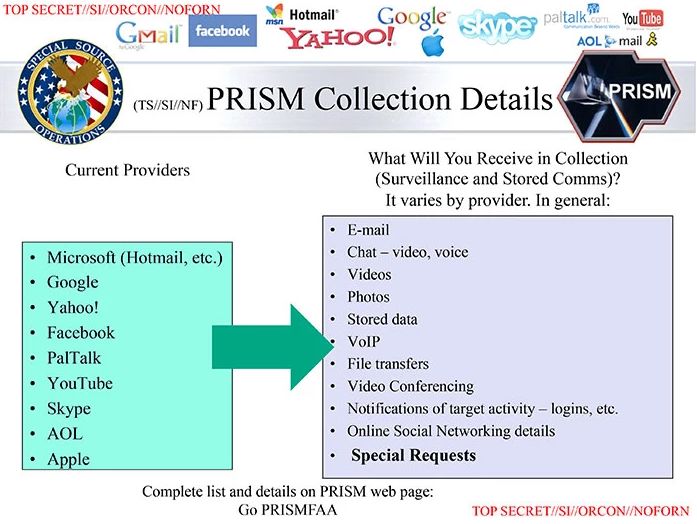 TOP SECRET//SI//ORCON//NOFORN
Gmail
by Google
facebook
msn
Hotmail®
YAHOO!
Google™
skype™
paltalk.com
Communication Beyond Words
YouTube
AOL mail
SPECIAL SOURCE
OPERATIONS
(TS//SI//NF) PRISM Collection Details
PRISM
Current Providers
What Will You Receive in Collection
(Surveillance and Stored Comms)?
It varies by provider. In general:
• Microsoft (Hotmail, etc.)
• Google
• Yahoo!
• Facebook
• PalTalk
• YouTube
• Skype
• AOL
• Apple
• E-mail
• Chat – video, voice
• Videos
• Photos
• Stored data
• VoIP
• File transfers
• Video Conferencing
• Notifications of target activity – logins, etc.
• Online Social Networking details
• Special Requests
Complete list and details on PRISM web page:
Go PRISMFAA
TOP SECRET//SI//ORCON//NOFORN